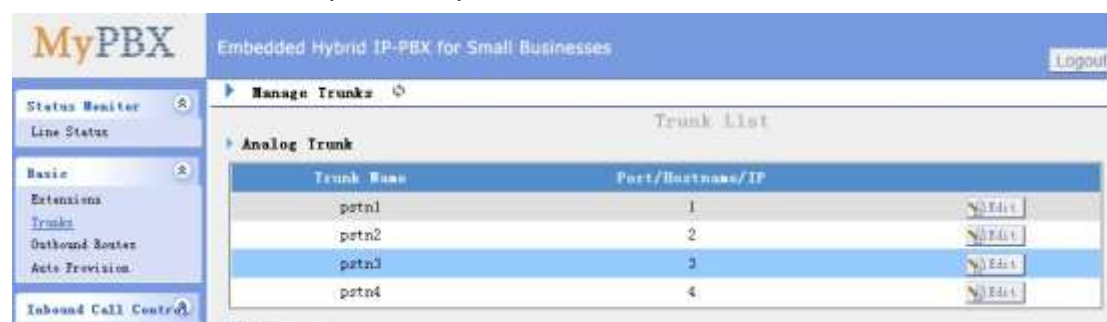 MyPBX
Embedded Hybrid IP-PBX for Small Businesses
Logout
Status Monitor
Line Status
Basic
Extensions
Trunks
Outbound Routes
Auto Provision
Inbound Call Control
Manage Trunks
Trunk List
Analog Trunk
Trunk Name Port/Hostname/IP
pstn1 1 Edit
pstn2 2 Edit
pstn3 3 Edit
pstn4 4 Edit